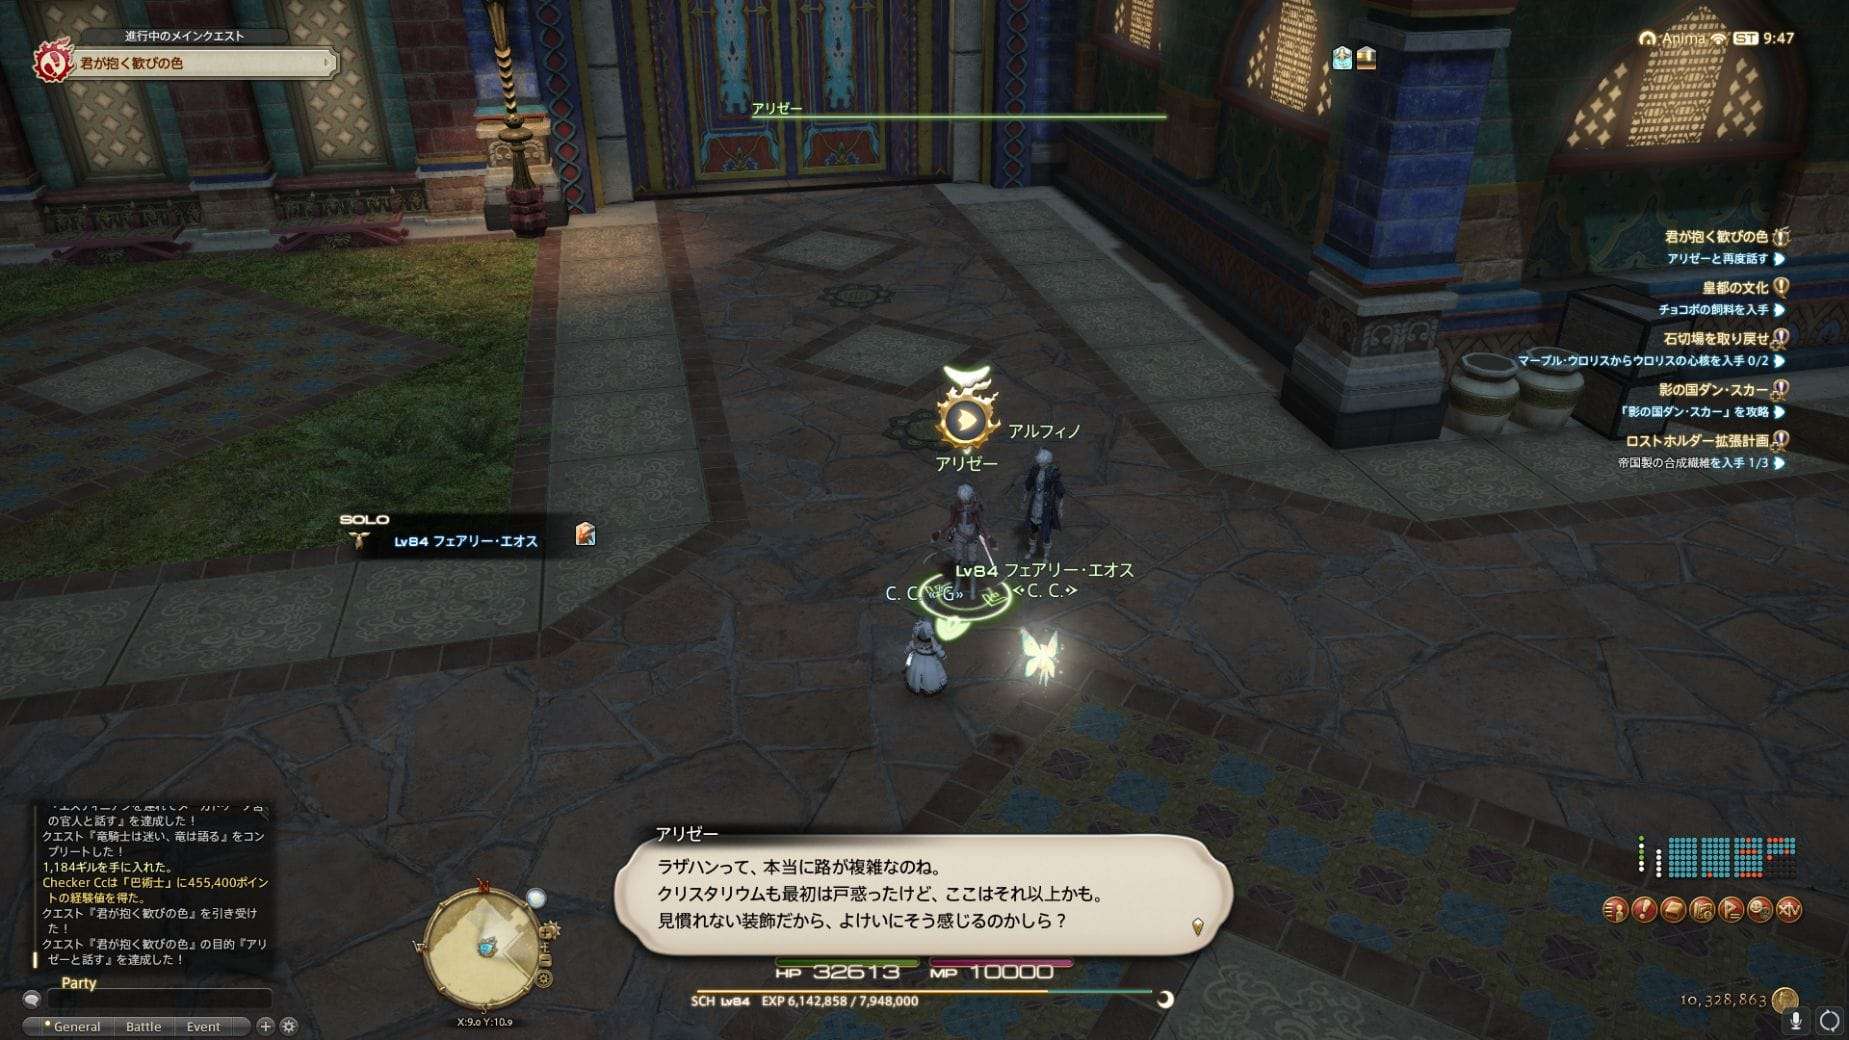 進行中のメインクエスト
君が抱く歓びの色
Anima ST 9:47
アリゼー
君が抱く歓びの色
アリゼーと再度話す
皇都の文化
チョコボの飼料を入手
石切場を取り戻せ
マーブル・ウロリスからウロリスの心核を入手 0/2
影の国ダン・スカー
「影の国ダン・スカー」を攻略
ロストホルダー拡張計画
帝国製の合成繊維を入手 1/3
アルフィノ
アリゼー
SOLO
Lv84 フェアリー・エオス
Lv84 フェアリー・エオス
C. C.
G»
«C. C.»
の官人と話す』を達成した！
クエスト『竜騎士は迷い、竜は語る』をコン
プリートした！
1,184ギルを手に入れた。
Checker Ccは「巴術士」に455,400ポイン
トの経験値を得た。
クエスト『君が抱く歓びの色』を引き受け
た！
クエスト『君が抱く歓びの色』の目的『アリ
ゼーと話す』を達成した！
Party
General Battle Event
N
W
X:9.0 Y:10.9
アリゼー
ラザハンって、本当に路が複雑なのね。
クリスタリウムも最初は戸惑ったけど、ここはそれ以上かも。
見慣れない装飾だから、よけいにそう感じるのかしら？
HP 32613 MP 10000
SCH Lv84 EXP 6,142,858 / 7,948,000
XIV
10,328,863